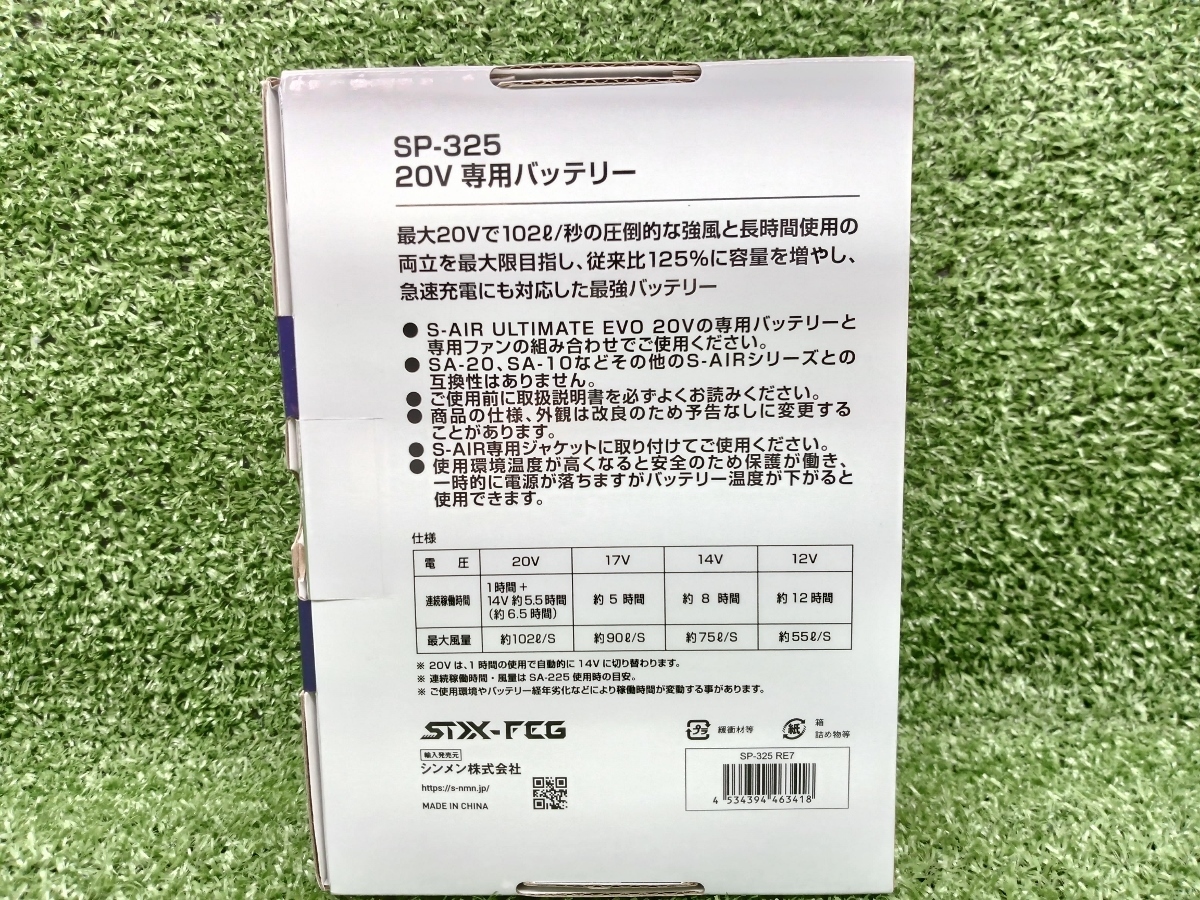 SP-325
20V 専用バッテリー
最大20Vで102ℓ/秒の圧倒的な強風と長時間使用の
両立を最大限目指し、従来比125%に容量を増やし、
急速充電にも対応した最強バッテリー
● S-AIR ULTIMATE EVO 20Vの専用バッテリーと
専用ファンの組み合わせでご使用ください。
● SA-20、SA-10などその他のS-AIRシリーズとの
互換性はありません。
● ご使用前に取扱説明書を必ずよくお読みください。
● 商品の仕様、外観は改良のため予告なしに変更する
ことがあります。
● S-AIR専用ジャケットに取り付けてご使用ください。
● 使用環境温度が高くなると安全のため保護が働き、
一時的に電源が落ちますがバッテリー温度が下がると
使用できます。
仕様
電 圧 20V 17V 14V 12V
連続稼働時間 1時間+ 14V 約5.5時間 (約6.5時間) 約 5 時間 約 8 時間 約12時間
最大風量 約102ℓ/S 約90ℓ/S 約75ℓ/S 約55ℓ/S
※ 20Vは、1時間の使用で自動的に14Vに切り替わります。
※ 連続稼働時間・風量はSA-225使用時の目安。
※ ご使用環境やバッテリー経年劣化などにより稼働時間が変動する事があります。
SIXX-FEG
輸入発売元
シンメン株式会社
https://s-nmn.jp/
MADE IN CHINA
プラ 緩衝材等
紙 箱
詰め物等
SP-325 RE7
4 534394 463418